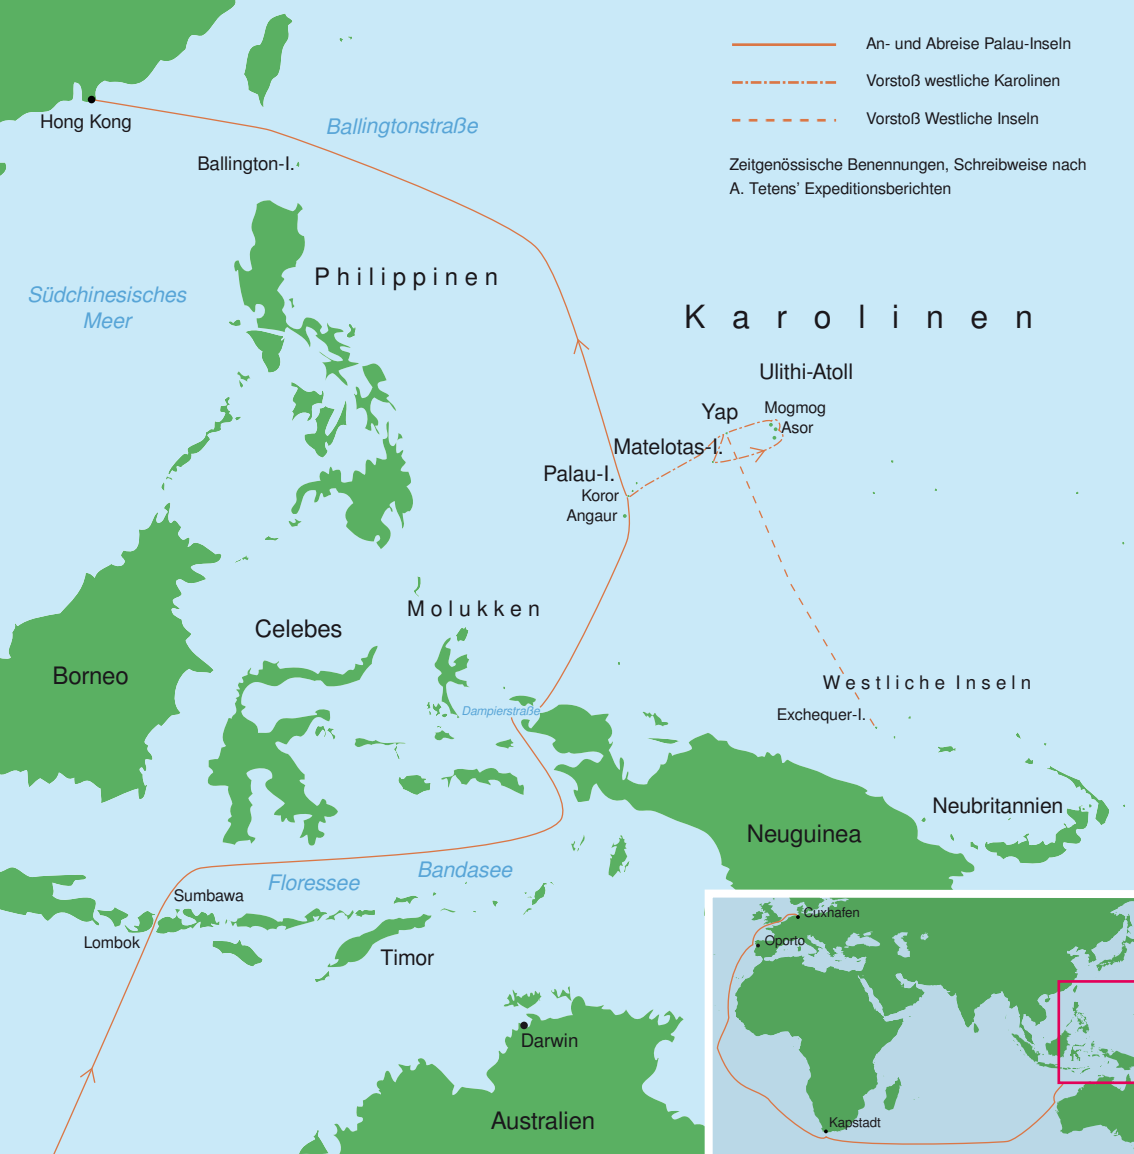 An- und Abreise Palau-Inseln
Vorstoß westliche Karolinen
Vorstoß Westliche Inseln
Zeitgenössische Benennungen, Schreibweise nach
A. Tetens’ Expeditionsberichten
Hong Kong
Ballingtonstraße
Ballington-I.
Philippinen
Südchinesisches
Meer
Karolinen
Ulithi-Atoll
Yap
Mogmog
Asor
Matelotas-I.
Palau-I.
Koror
Angaur
Molukken
Celebes
Borneo
Westliche Inseln
Dampierstraße
Exchequer-I.
Neubritannien
Neuguinea
Bandasee
Floressee
Sumbawa
Lombok
Timor
Darwin
Australien
Cuxhafen
Oporto
Kapstadt